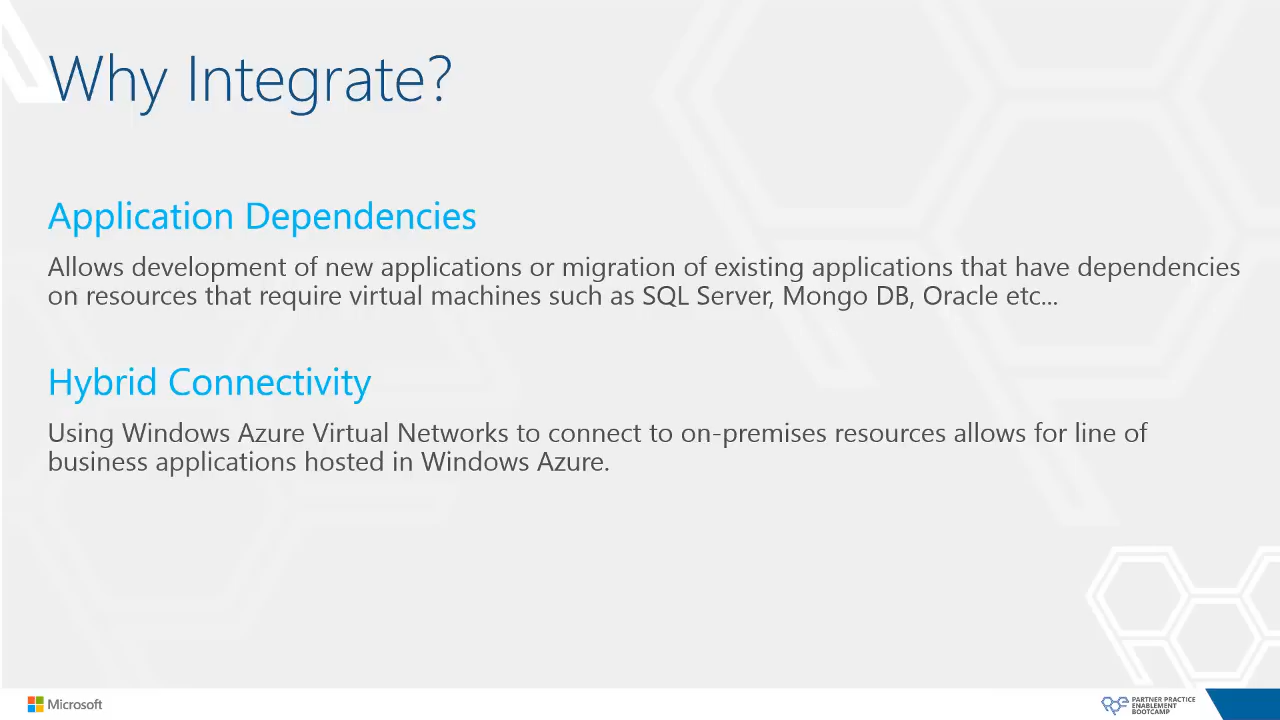 Why Integrate?
Application Dependencies
Allows development of new applications or migration of existing applications that have dependencies
on resources that require virtual machines such as SQL Server, Mongo DB, Oracle etc...
Hybrid Connectivity
Using Windows Azure Virtual Networks to connect to on-premises resources allows for line of
business applications hosted in Windows Azure.
Microsoft
PARTNER PRACTICE
ENABLEMENT
BOOTCAMP